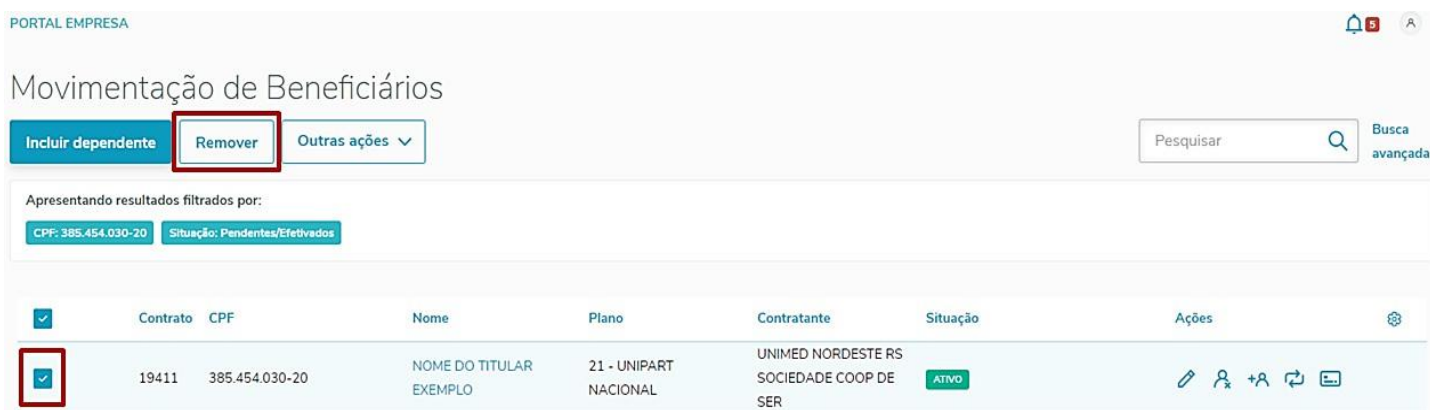 PORTAL EMPRESA
5
Movimentação de Beneficiários
Incluir dependente
Remover
Outras ações
Pesquisar
Busca
avançada
Apresentando resultados filtrados por:
CPF: 385.454.030-20
Situação: Pendentes/Efetivados
Contrato CPF Nome Plano Contratante Situação Ações
19411 385.454.030-20
NOME DO TITULAR
EXEMPLO
21 - UNIPART
NACIONAL
UNIMED NORDESTE RS
SOCIEDADE COOP DE
SER
ATIVO